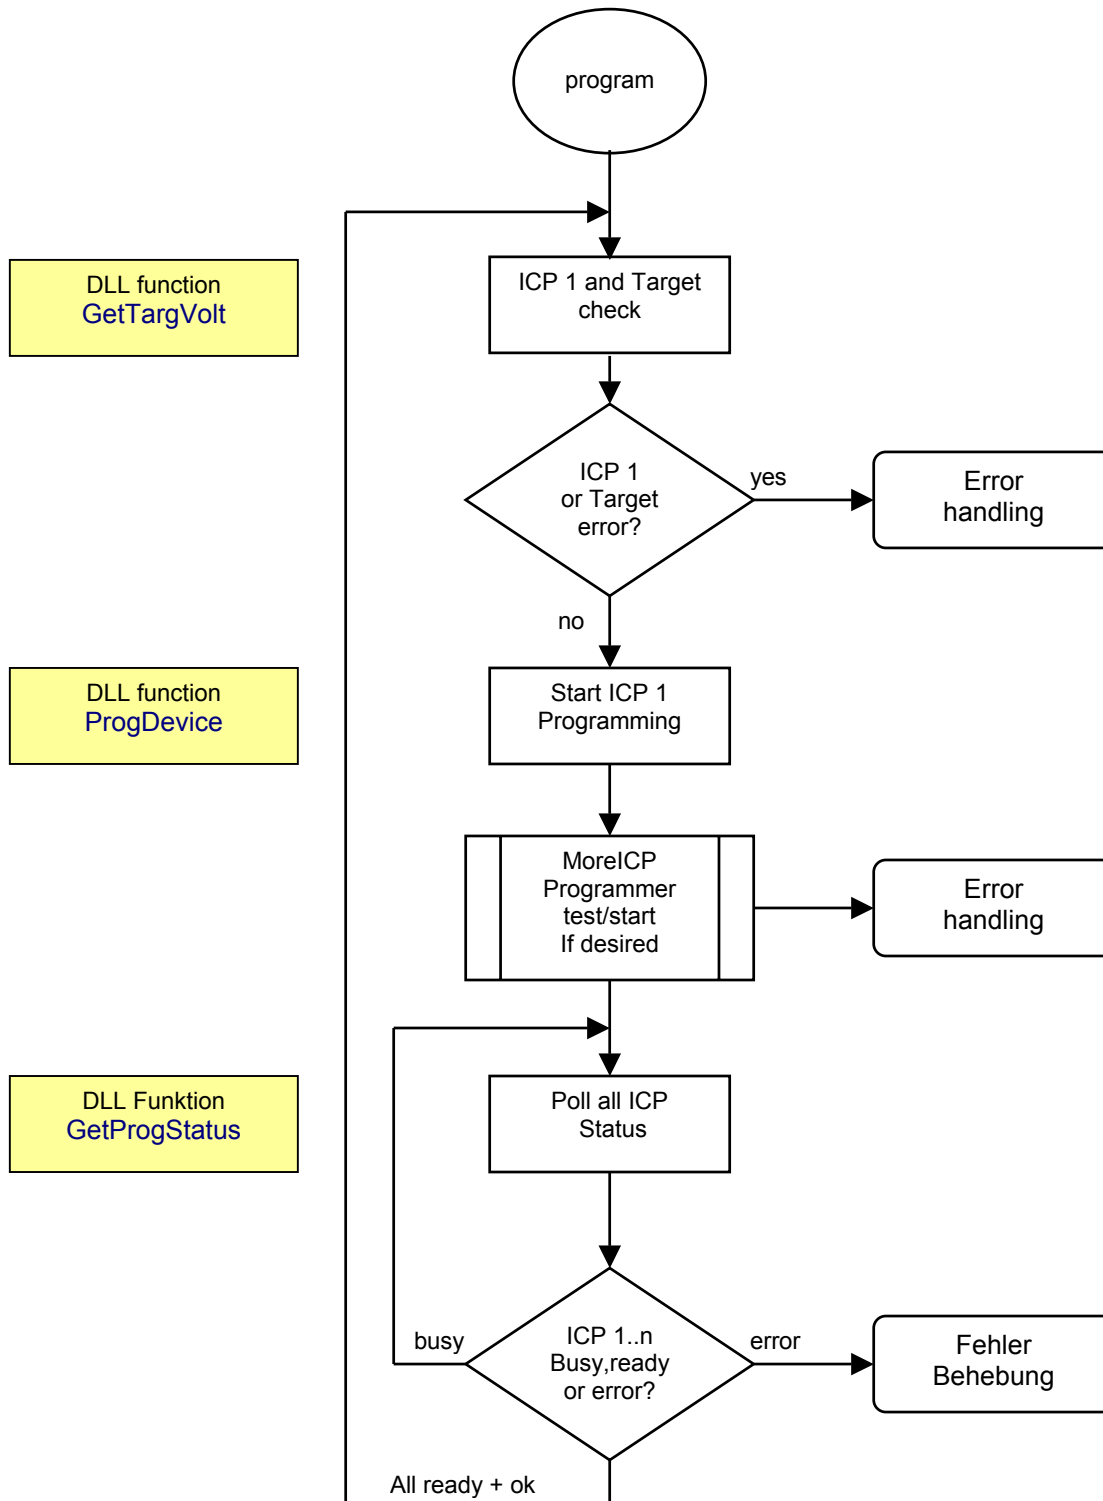 program
DLL function
GetTargVolt
ICP 1 and Target
check
ICP 1
or Target
error?
yes
Error
handling
no
DLL function
ProgDevice
Start ICP 1
Programming
MoreICP
Programmer
test/start
If desired
Error
handling
DLL Funktion
GetProgStatus
Poll all ICP
Status
busy
ICP 1..n
Busy,ready
or error?
error
Fehler
Behebung
All ready + ok